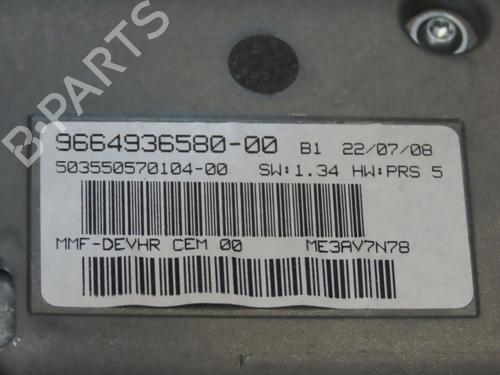 B-PARTS
9664936580-00 B1 22/07/08
503550570104-00 SW:1.34 HW:PRS 5
MMF-DEVHR CEM 00 ME3AV7N78